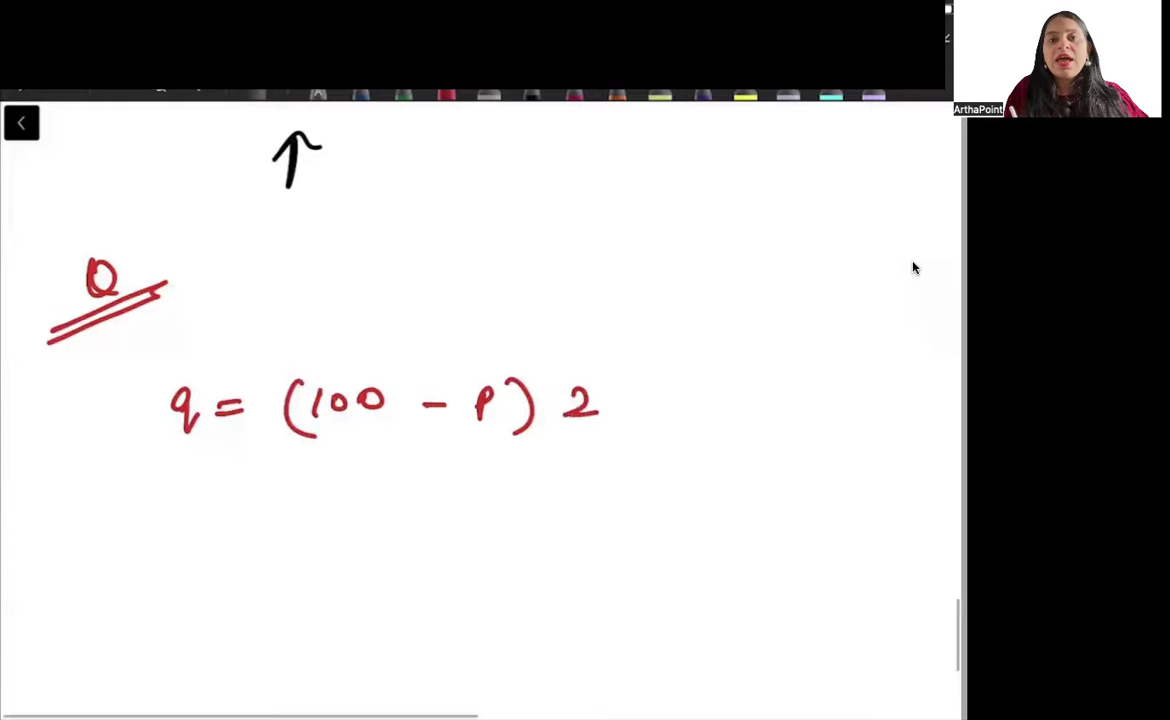 ArthaPoint
Q
q = (100 - p) 2